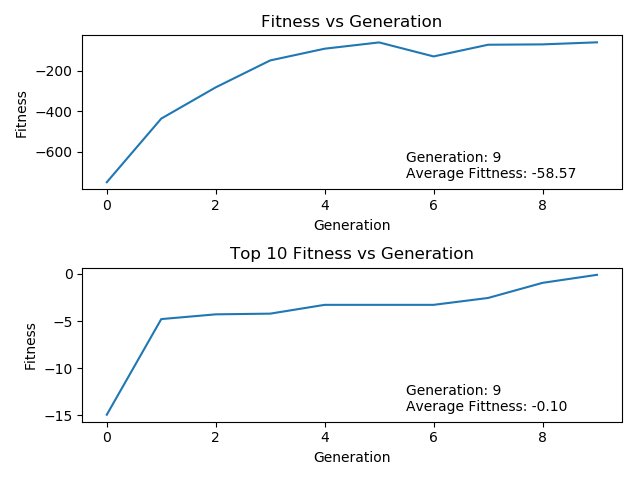 Fitness vs Generation
−200
−400
−600
Fitness
Generation: 9
Average Fittness: -58.57
0 2 4 6 8
Generation
Top 10 Fitness vs Generation
0
−5
−10
−15
Fitness
Generation: 9
Average Fittness: -0.10
0 2 4 6 8
Generation